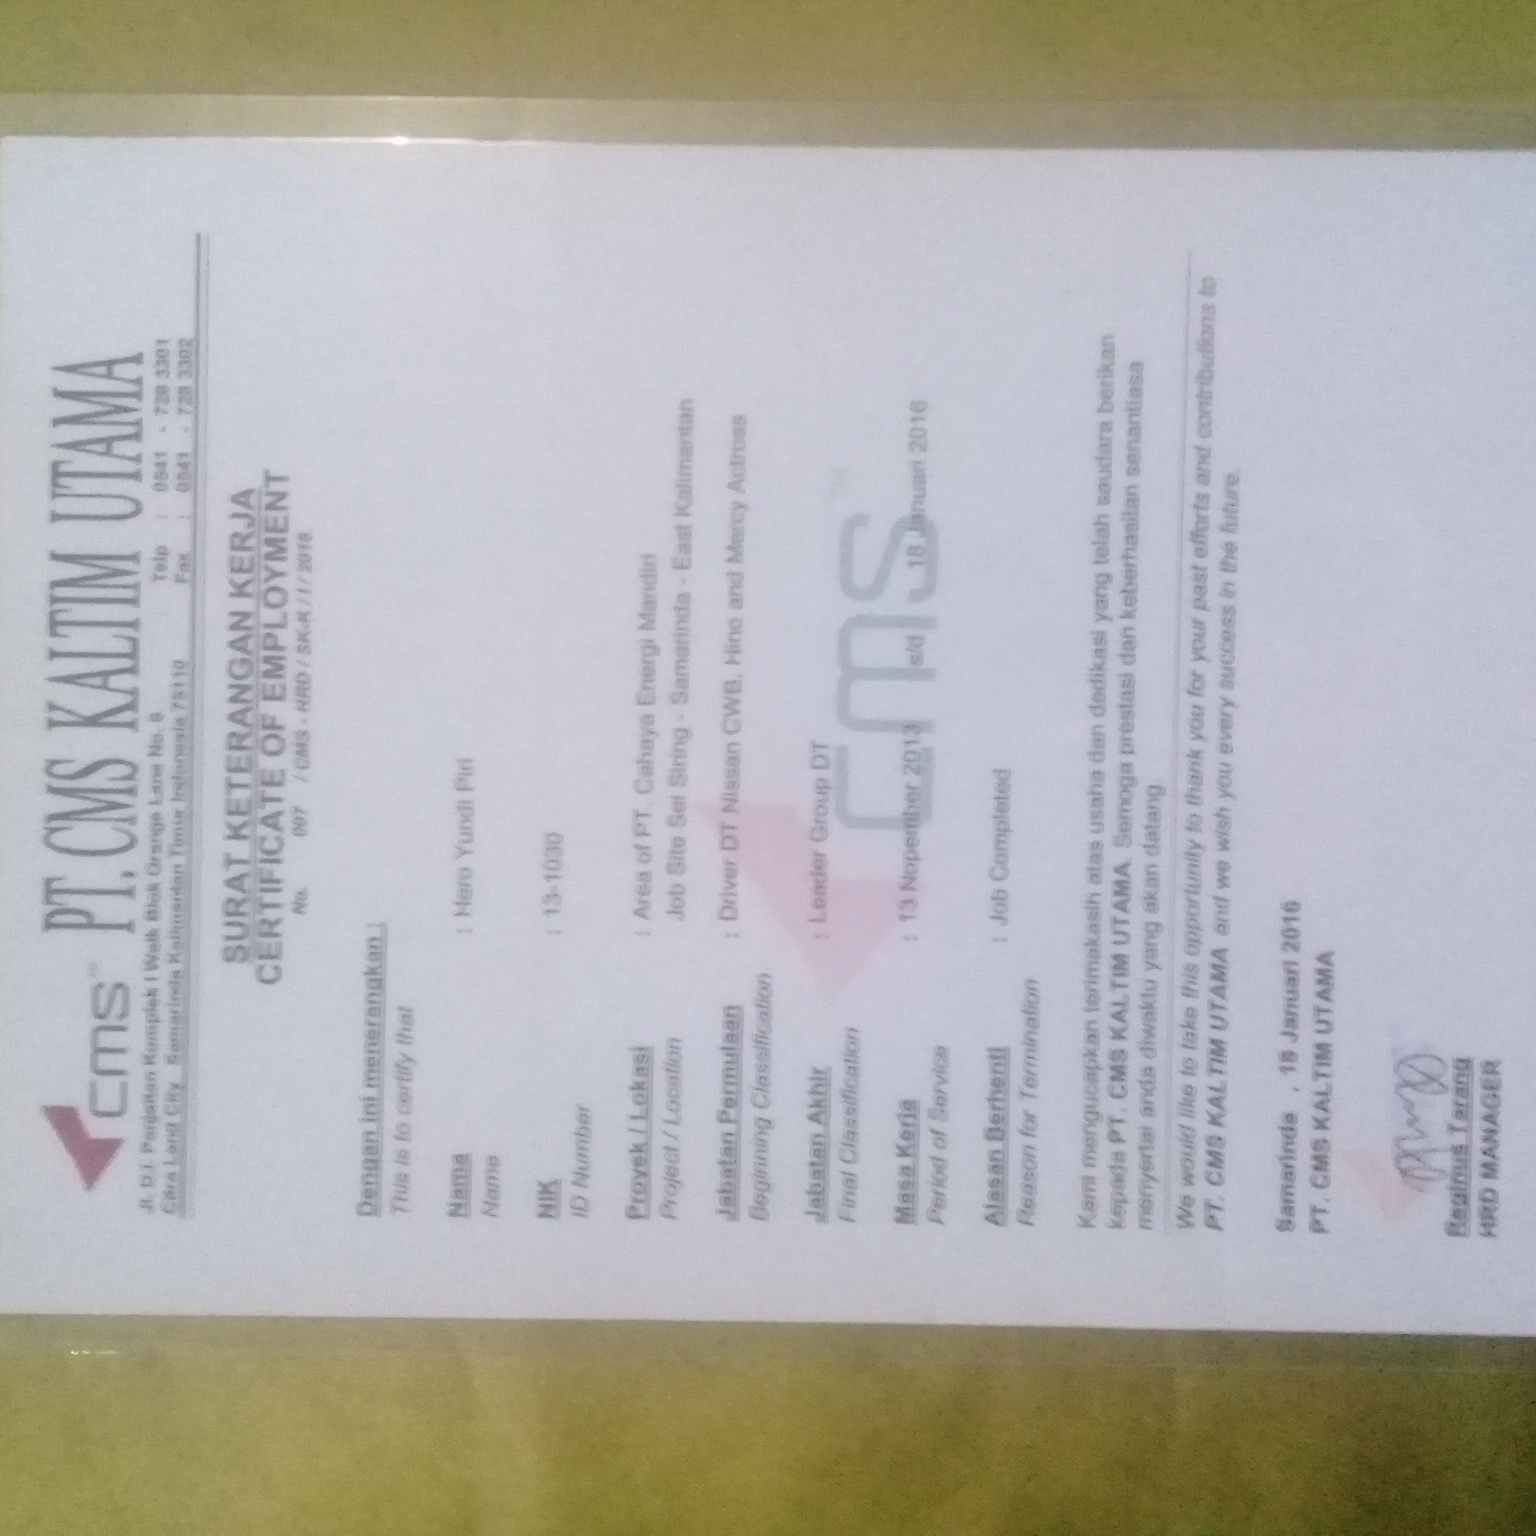 cms™ PT. CMS KALTIM UTAMA
Jl. D.I. Panjaitan Komplek I Walk Blok Orange Lane No. 8 Telp : 0541 - 728 3301
Citra Land City Samarinda Kalimantan Timur Indonesia 75119 Fax : 0541 - 728 3302
SURAT KETERANGAN KERJA
CERTIFICATE OF EMPLOYMENT
No. 007 / CMS - HRD / SK-K / I / 2016
Dengan ini menerangkan :
This is to certify that
Nama : Hero Yundi Piri
Name
NIK : 13-1030
ID Number
Proyek / Lokasi : Area of PT. Cahaya Energi Mandiri
Project / Location Job Site Sei Siring - Samarinda - East Kalimantan
Jabatan Permulaan : Driver DT Nissan CWB, Hino and Mercy Actross
Beginning Classification
Jabatan Akhir : Leader Group DT
Final Classification
cms™
Masa Kerja : 13 Nopember 2013 s/d 18 Januari 2016
Period of Service
Alasan Berhenti : Job Completed
Reason for Termination
Kami mengucapkan terimakasih atas usaha dan dedikasi yang telah saudara berikan
kepada PT. CMS KALTIM UTAMA. Semoga prestasi dan keberhasilan senantiasa
menyertai anda diwaktu yang akan datang.
We would like to take this opportunity to thank you for your past efforts and contributions to
PT. CMS KALTIM UTAMA and we wish you every success in the future.
Samarinda , 18 Januari 2016
PT. CMS KALTIM UTAMA
Reginus Tarang
HRD MANAGER